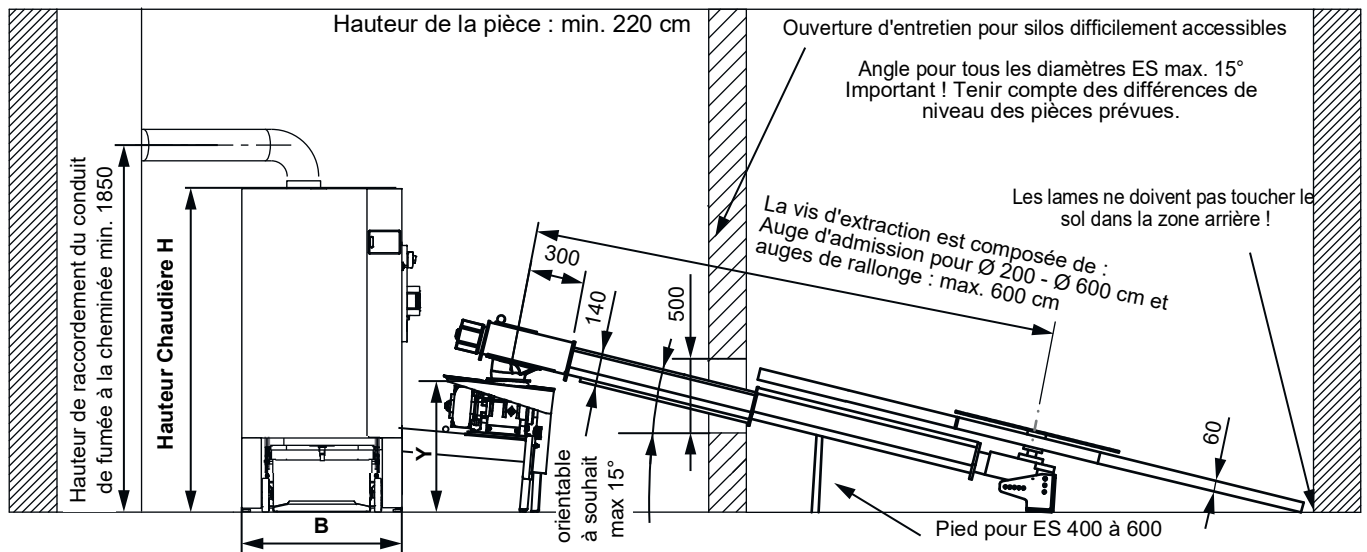 Hauteur de la pièce : min. 220 cm
Ouverture d'entretien pour silos difficilement accessibles
Angle pour tous les diamètres ES max. 15°
Important ! Tenir compte des différences de
niveau des pièces prévues.
Hauteur de raccordement du conduit
de fumée à la cheminée min. 1850
Hauteur Chaudière H
Les lames ne doivent pas toucher le
sol dans la zone arrière !
La vis d'extraction est composée de :
Auge d'admission pour Ø 200 - Ø 600 cm et
auges de rallonge : max. 600 cm
300
140
500
60
Y
orientable
à souhait
max 15°
B
Pied pour ES 400 à 600